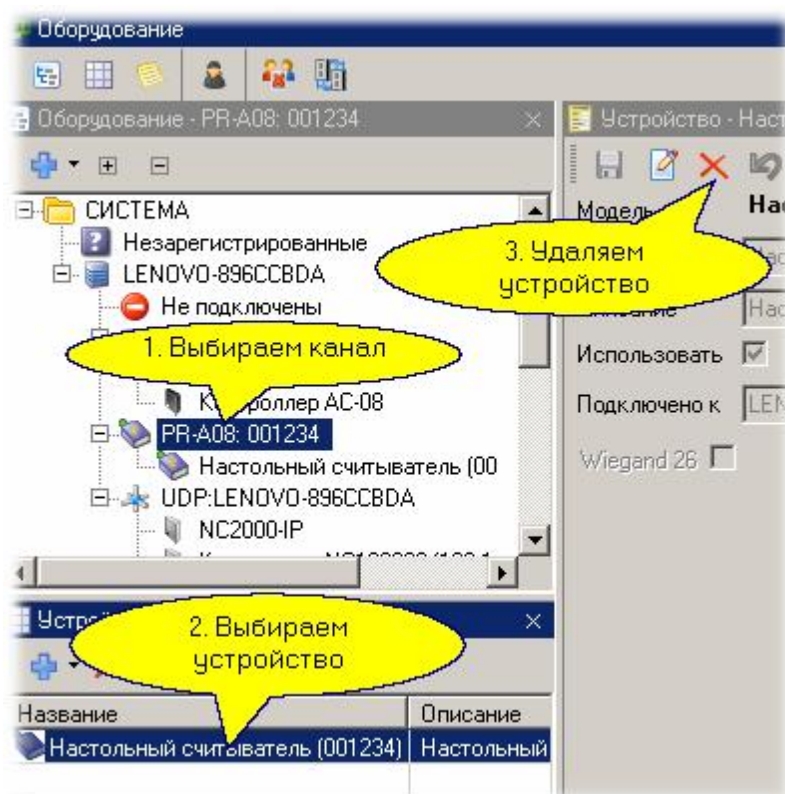 Оборудование
Оборудование - PR-A08: 001234
Устройство - Наст
СИСТЕМА
Модель
Нас
Незарегистрированные
3. Удаляем
устройство
LENOVO-896CCBDA
Не подключены
1. Выбираем канал
Использовать
AC-08
Подключено к
LEN
PR-A08: 001234
Настольный считыватель (00
Wiegand 26
UDP:LENOVO-896CCBDA
NC2000-IP
2. Выбираем
устройство
Название
Описание
Настольный считыватель (001234)
Настольный